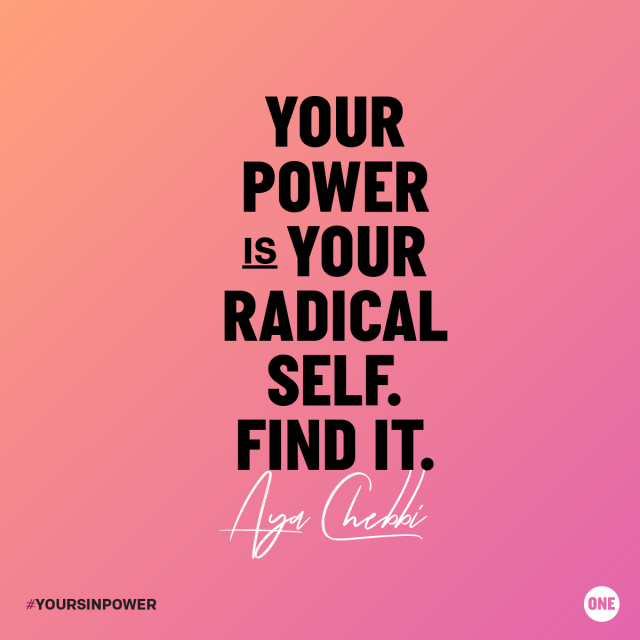 YOUR
POWER
IS YOUR
RADICAL
SELF.
FIND IT.
Aya Chebbi
#YOURSINPOWER
ONE